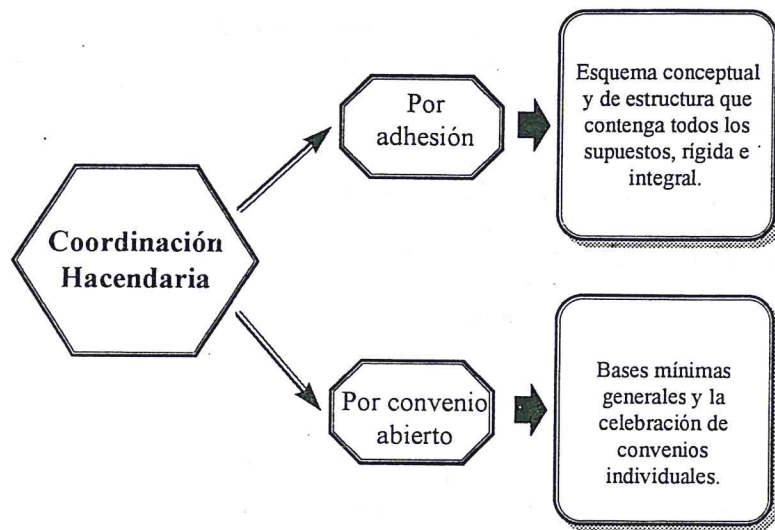 Coordinación
Hacendaria
Por
adhesión
Esquema conceptual
y de estructura que
contenga todos los
supuestos, rígida e
integral.
Por convenio
abierto
Bases mínimas
generales y la
celebración de
convenios
individuales.